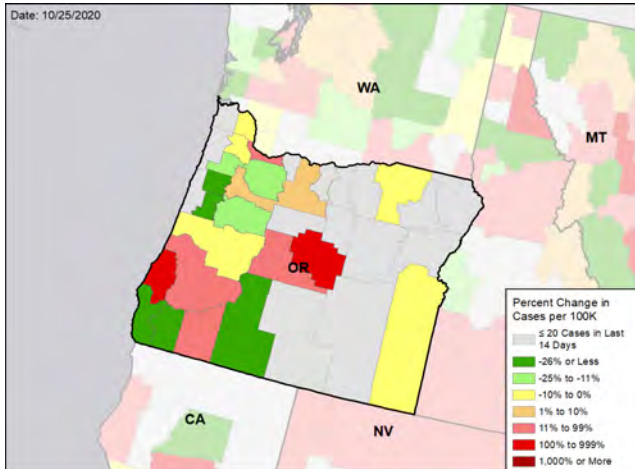 Date: 10/25/2020
WA
MT
OR
CA
NV
Percent Change in
Cases per 100K
≤ 20 Cases in Last
14 Days
-26% or Less
-25% to -11%
-10% to 0%
1% to 10%
11% to 99%
100% to 999%
1,000% or More